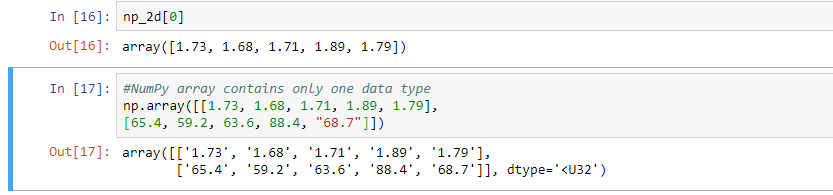 In [16]: np_2d[0]
Out[16]: array([1.73, 1.68, 1.71, 1.89, 1.79])
In [17]: #NumPy array contains only one data type
np.array([[1.73, 1.68, 1.71, 1.89, 1.79],
[65.4, 59.2, 63.6, 88.4, "68.7"]])
Out[17]: array([['1.73', '1.68', '1.71', '1.89', '1.79'],
['65.4', '59.2', '63.6', '88.4', '68.7']], dtype='<U32')